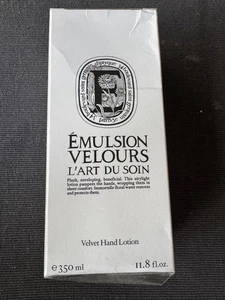 diptyque
ÉMULSION
VELOURS
L'ART DU SOIN
Plush, enveloping, beneficial. This airylight
lotion pampers the hands, wrapping them in
sheer comfort. Immortelle floral water restores
and protects them.
Velvet Hand Lotion
e 350 ml
11.8 fl.oz.